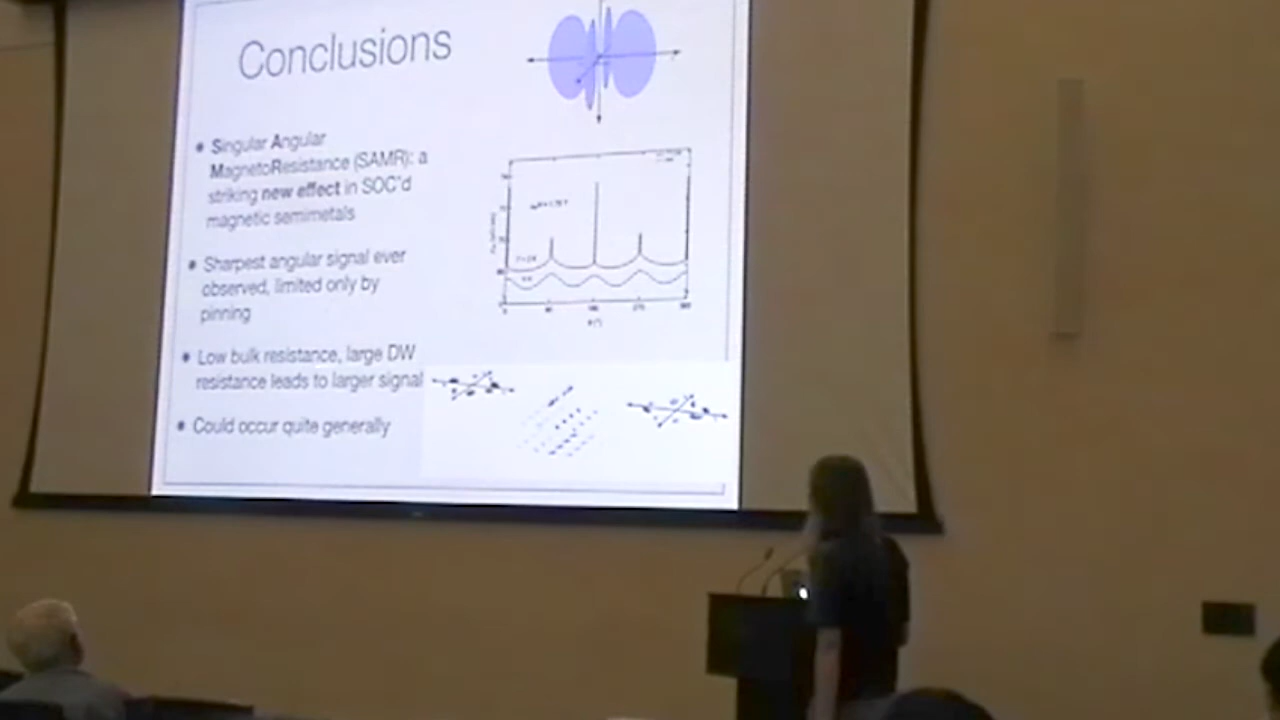 Conclusions
• Singular Angular
MagnetoResistance (SAMR): a
striking new effect in SOC'd
magnetic semimetals
• Sharpest angular signal ever
observed, limited only by
pinning
• Low bulk resistance, large DW
resistance leads to larger signal
• Could occur quite generally